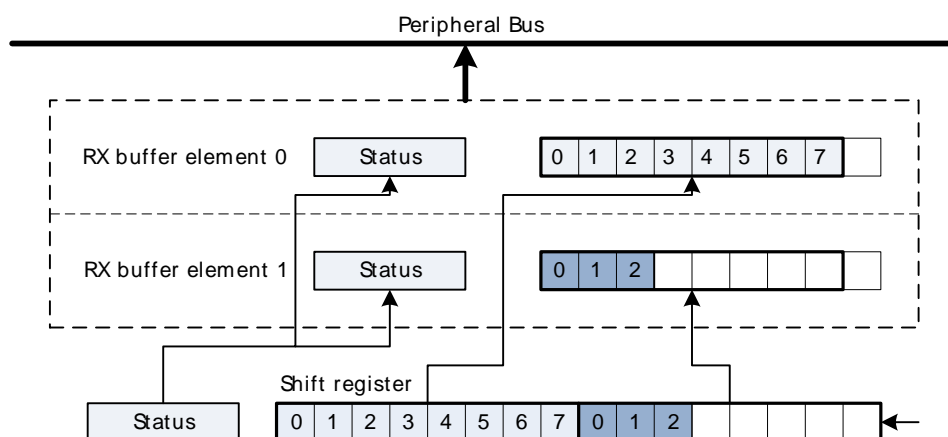 Peripheral Bus
RX buffer element 0 Status 0 1 2 3 4 5 6 7
RX buffer element 1 Status 0 1 2
Shift register
Status 0 1 2 3 4 5 6 7 0 1 2